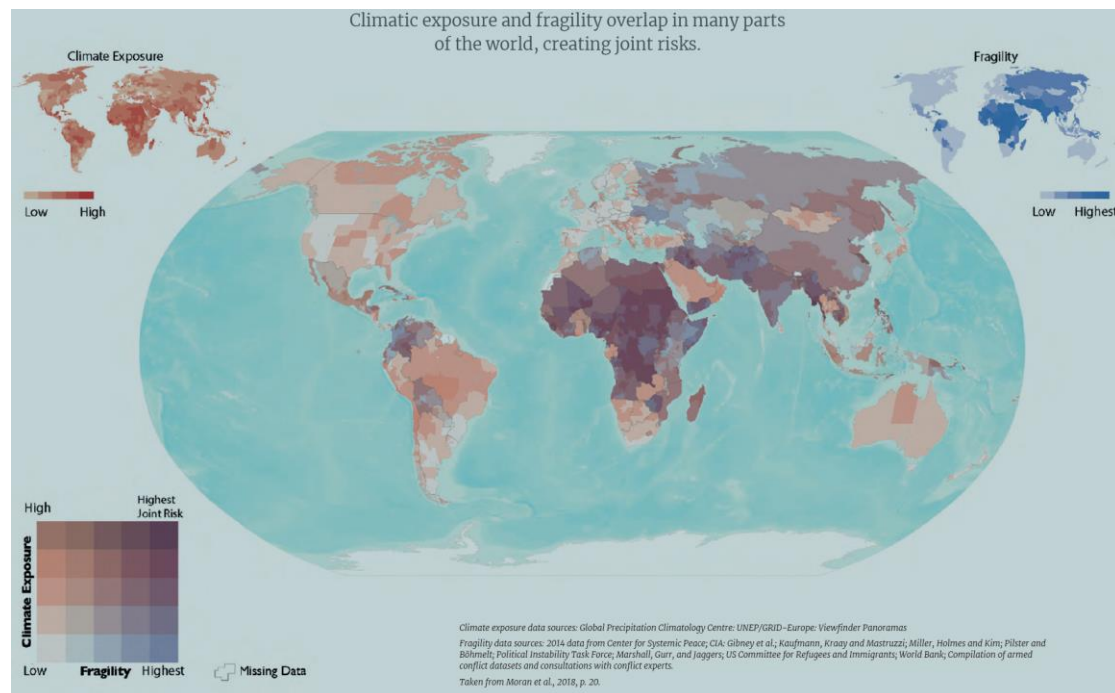 Climatic exposure and fragility overlap in many parts
of the world, creating joint risks.
Climate Exposure
Low High
Fragility
Low Highest
High
Highest
Joint Risk
Climate Exposure
Low Fragility Highest
Missing Data
Climate exposure data sources: Global Precipitation Climatology Centre: UNEP/GRID–Europe: Viewfinder Panoramas
Fragility data sources: 2014 data from Center for Systemic Peace; CIA: Gibney et al.; Kaufmann, Kraay and Mastruzzi; Miller, Holmes and Kim; Pilster and
Böhmelt; Political Instability Task Force; Marshall, Gurr, and Jaggers; US Committee for Refugees and Immigrants; World Bank; Compilation of armed
conflict datasets and consultations with conflict experts.
Taken from Moran et al., 2018, p. 20.